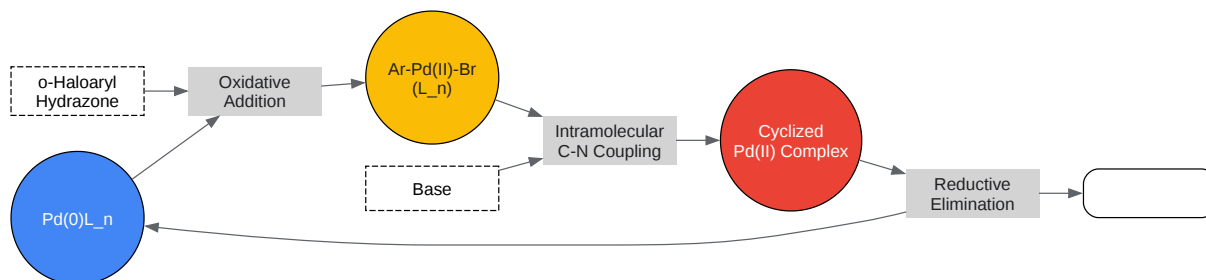 o-Haloaryl
Hydrazone
Oxidative
Addition
Ar-Pd(II)-Br
(L_n)
Intramolecular
C-N Coupling
Base
Cyclized
Pd(II) Complex
Reductive
Elimination
Pd(0)L_n